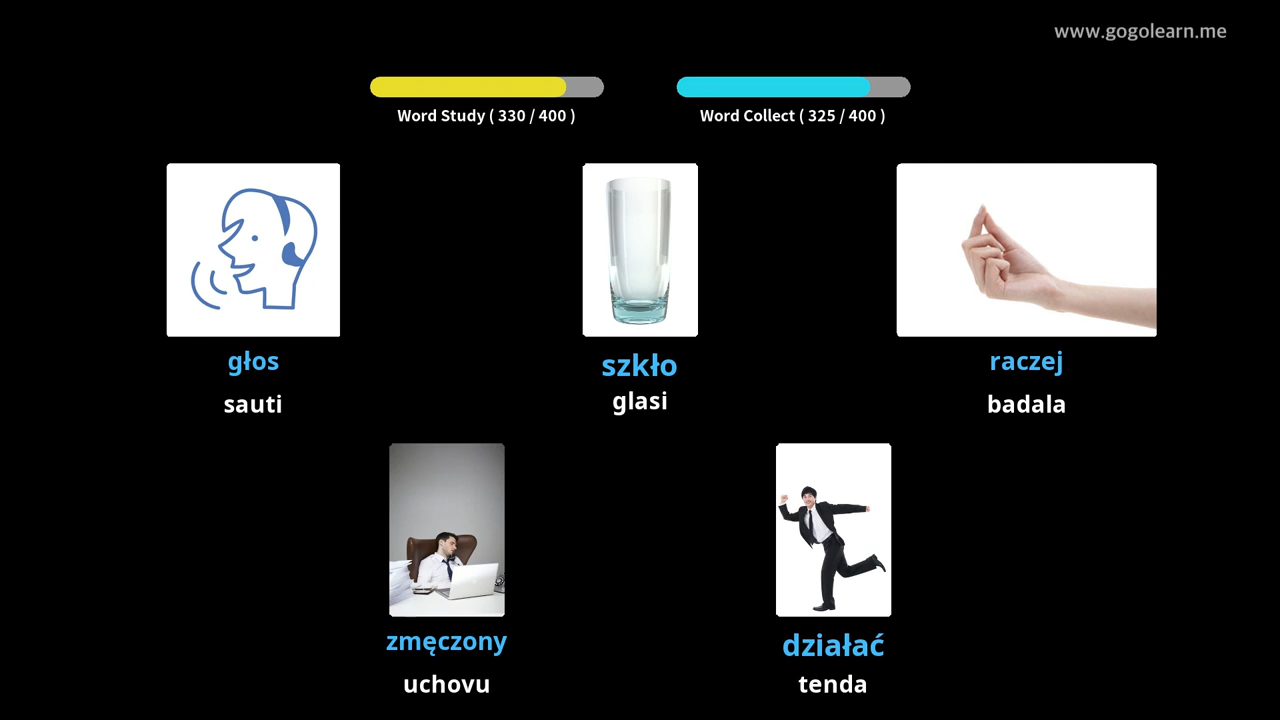 www.gogolearn.me
Word Study ( 330 / 400 )
Word Collect ( 325 / 400 )
głos
szkło
raczej
sauti
glasi
badala
zmęczony
działać
uchovu
tenda